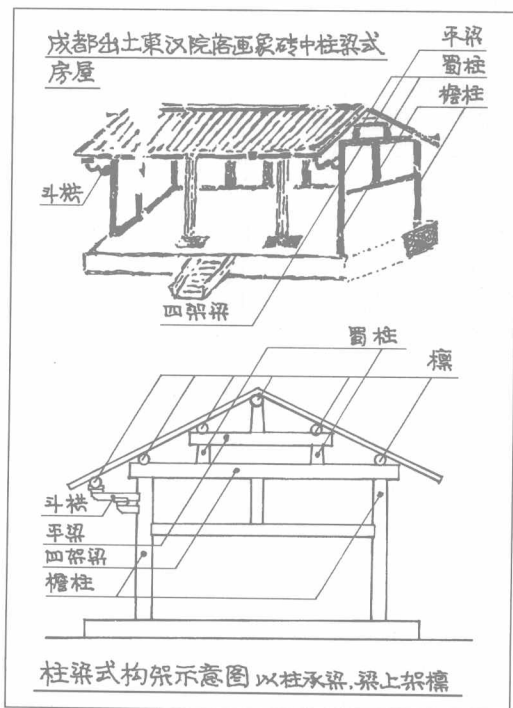 成都出土東汉院落画象砖中柱梁式
房屋
平梁
蜀柱
檐柱
斗栱
四架梁
蜀柱
檩
斗栱
平梁
四架梁
檐柱
柱梁式构架示意图 以柱承梁.梁上架檩